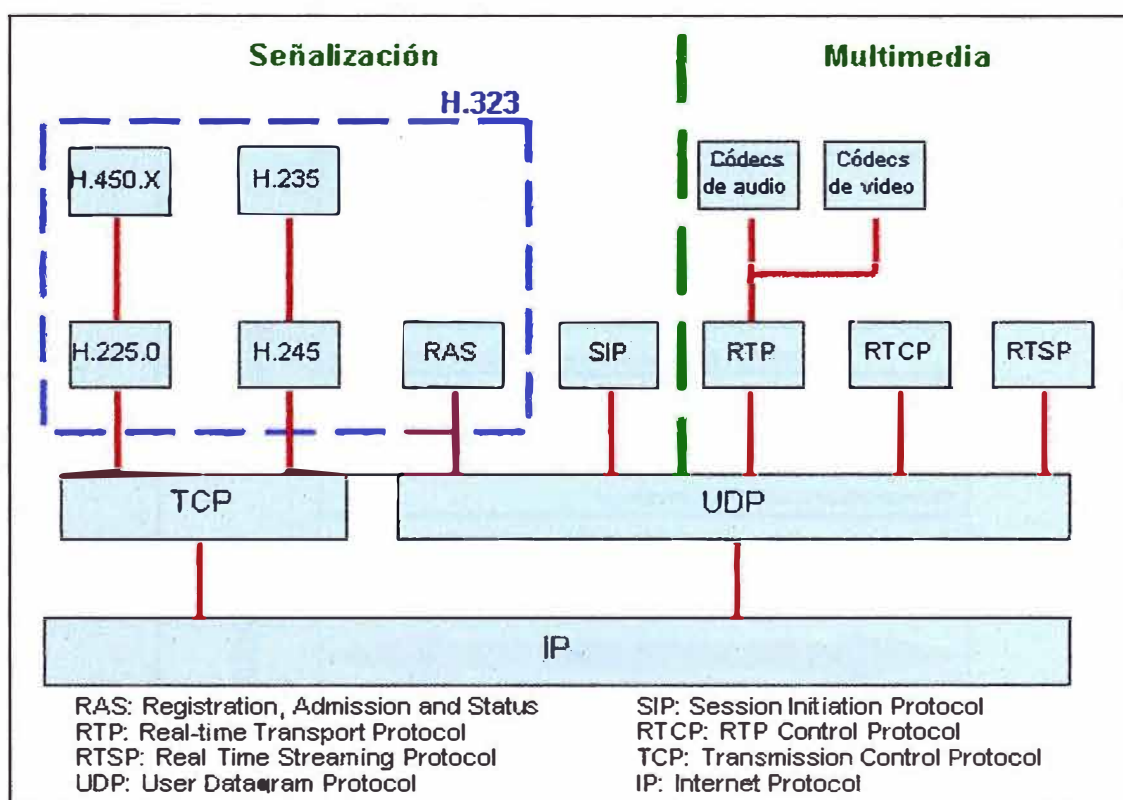 Señalización Multimedia
H.323
H.450.X H.235 Códecs de audio Códecs de video
H.225.0 H.245 RAS SIP RTP RTCP RTSP
TCP UDP
IP
RAS: Registration, Admission and Status SIP: Session Initiation Protocol
RTP: Real-time Transport Protocol RTCP: RTP Control Protocol
RTSP: Real Time Streaming Protocol TCP: Transmission Control Protocol
UDP: User Datagram Protocol IP: Internet Protocol